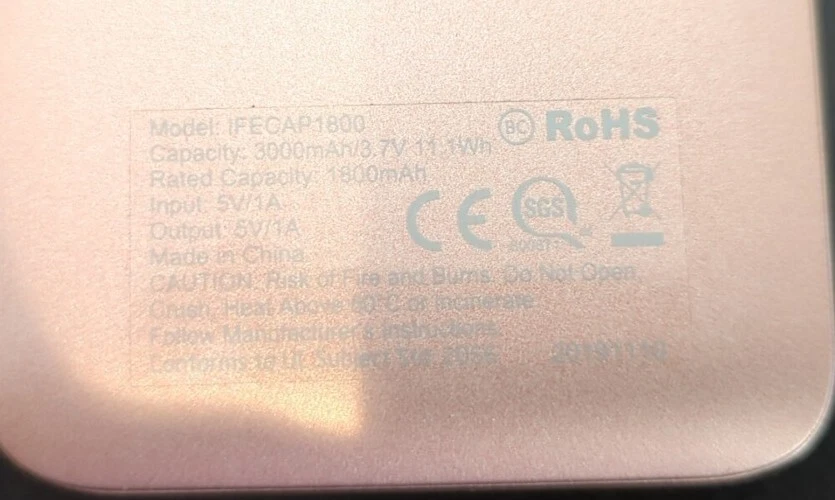 Model: IFECAP1800
Capacity: 3000mAh/3.7V 11.1Wh
Rated Capacity: 1800mAh
Input: 5V/1A
Output: 5V/1A
Made in China
BC RoHS
CE SGS
CAUTION: Risk of Fire and Burns. Do Not Open,
Crush, Heat Above 60°C or Incinerate.
Follow Manufacturer's Instructions.
Conforms to Ul Subject Std. 2056